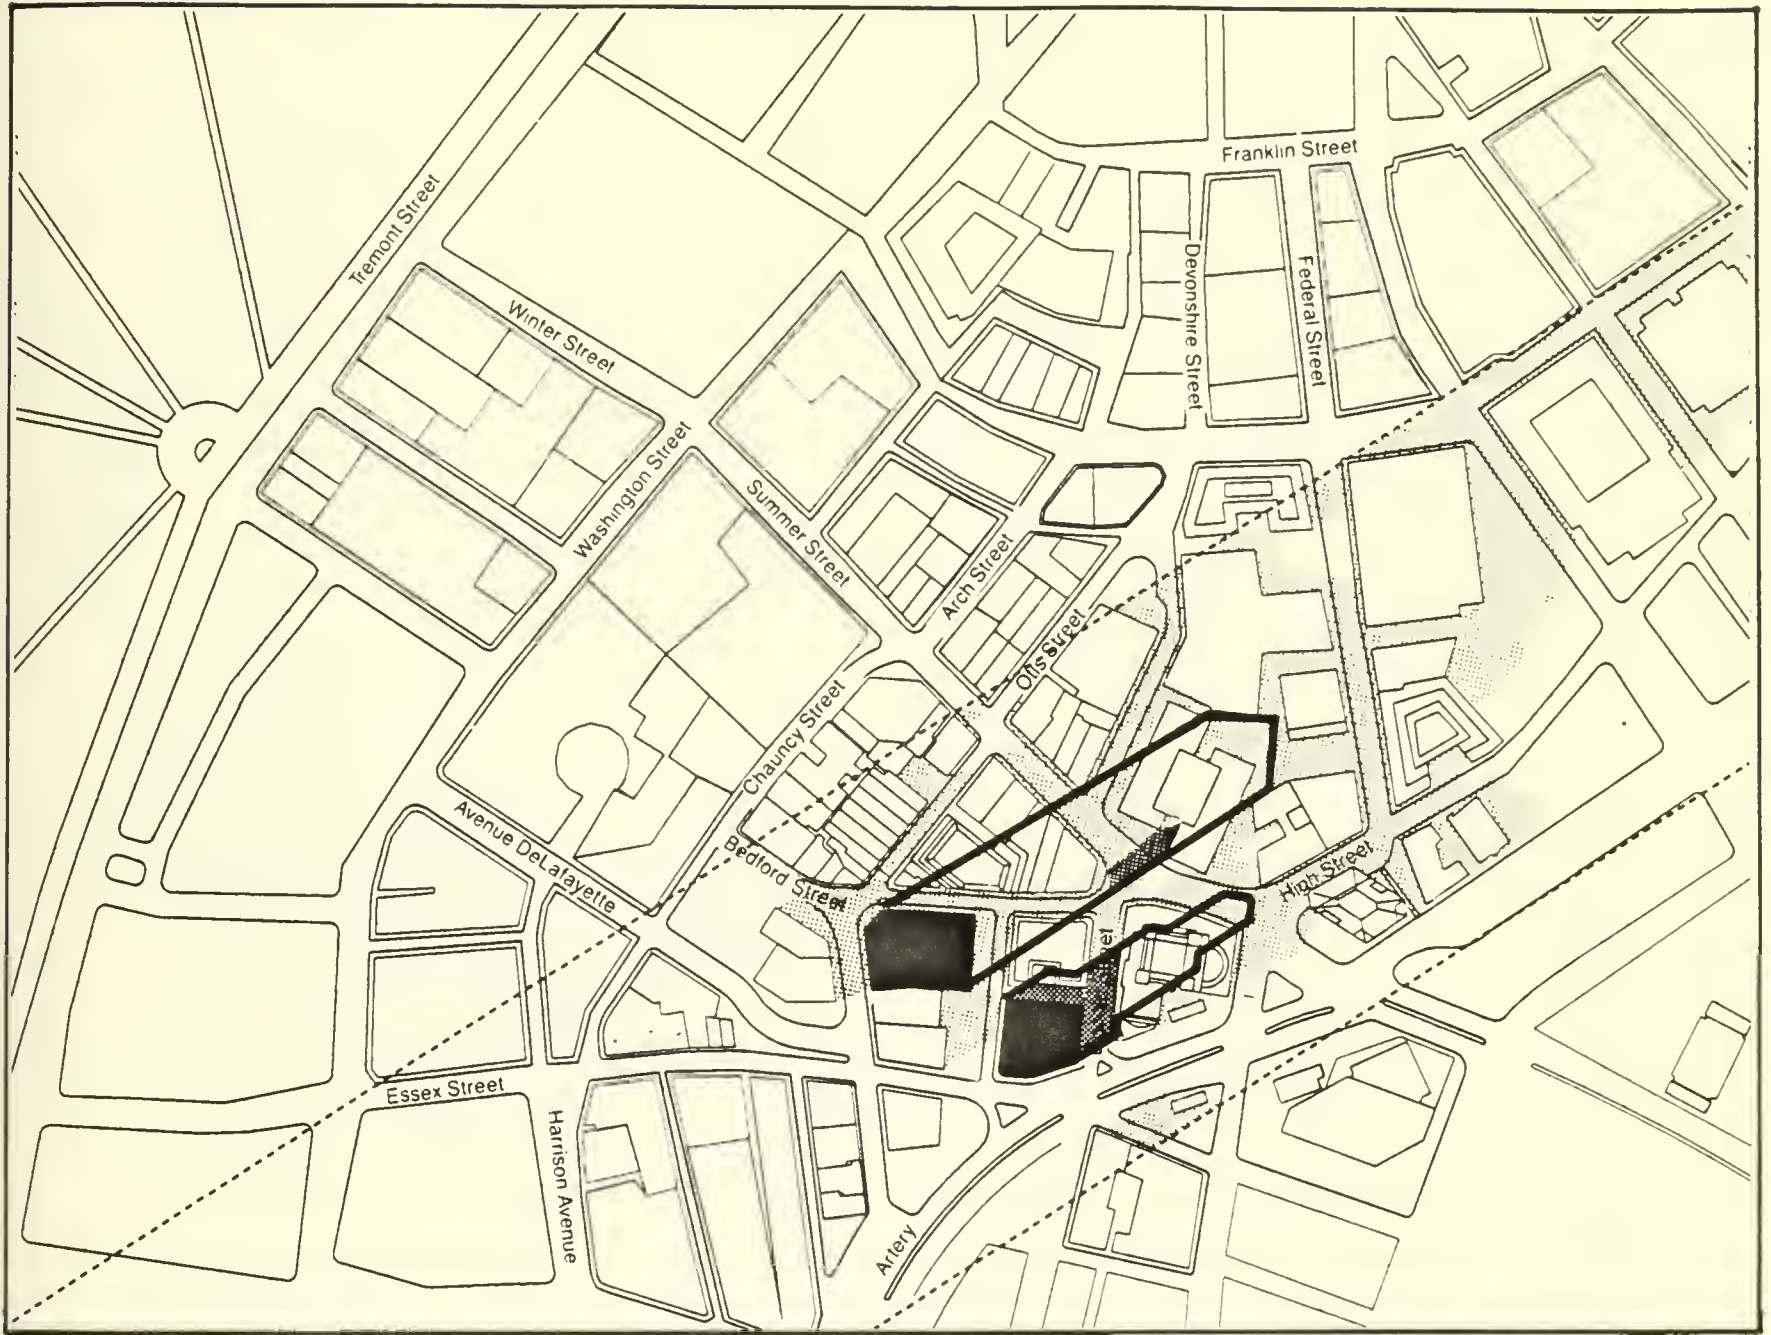 Franklin Street
Tremont Street
Devonshire Street
Federal Street
Winter Street
Washington Street
Summer Street
Arch Street
Otis Street
Chauncy Street
Avenue DeLafayette
Bedford Street
High Street
Essex Street
Harrison Avenue
Artery